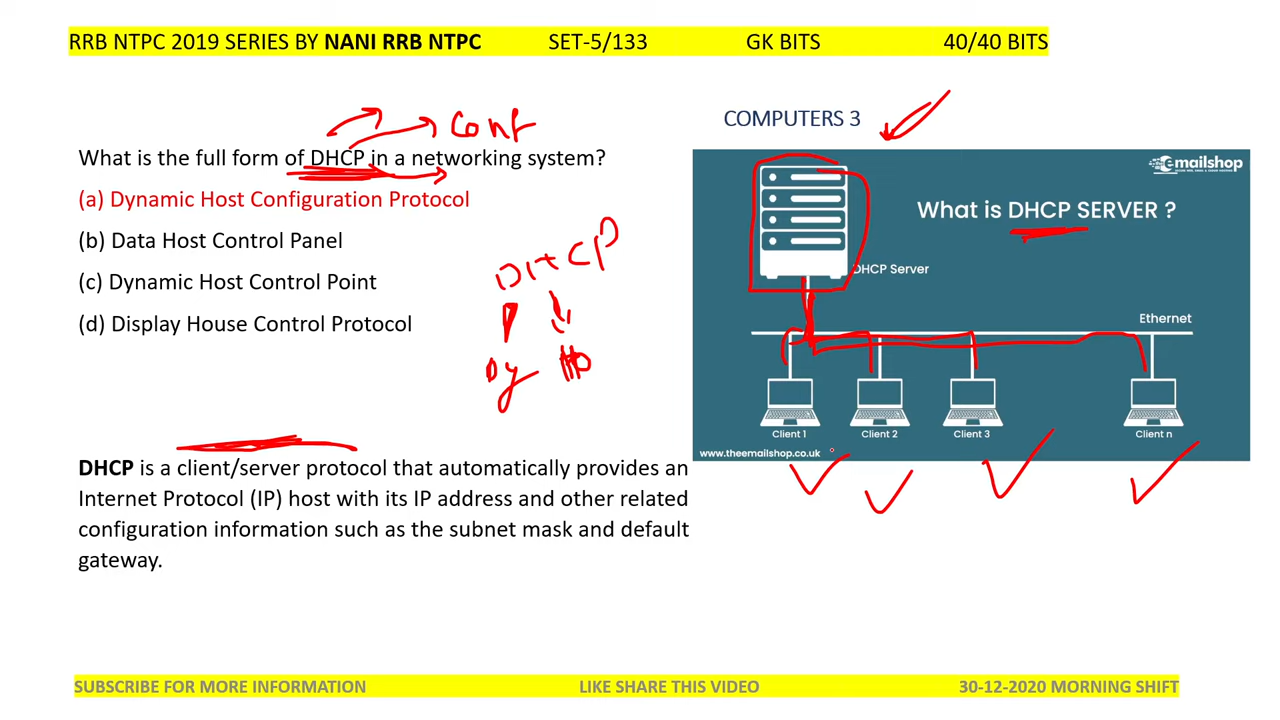 RRB NTPC 2019 SERIES BY NANI RRB NTPC SET-5/133 GK BITS 40/40 BITS
COMPUTERS 3
Conf
What is the full form of DHCP in a networking system?
(a) Dynamic Host Configuration Protocol
(b) Data Host Control Panel
(c) Dynamic Host Control Point
(d) Display House Control Protocol
DHCP
Dy Ho
DHCP is a client/server protocol that automatically provides an
Internet Protocol (IP) host with its IP address and other related
configuration information such as the subnet mask and default
gateway.
emailshop
What is DHCP SERVER ?
DHCP Server
Ethernet
Client 1 Client 2 Client 3 Client n
www.theemailshop.co.uk
SUBSCRIBE FOR MORE INFORMATION LIKE SHARE THIS VIDEO 30-12-2020 MORNING SHIFT